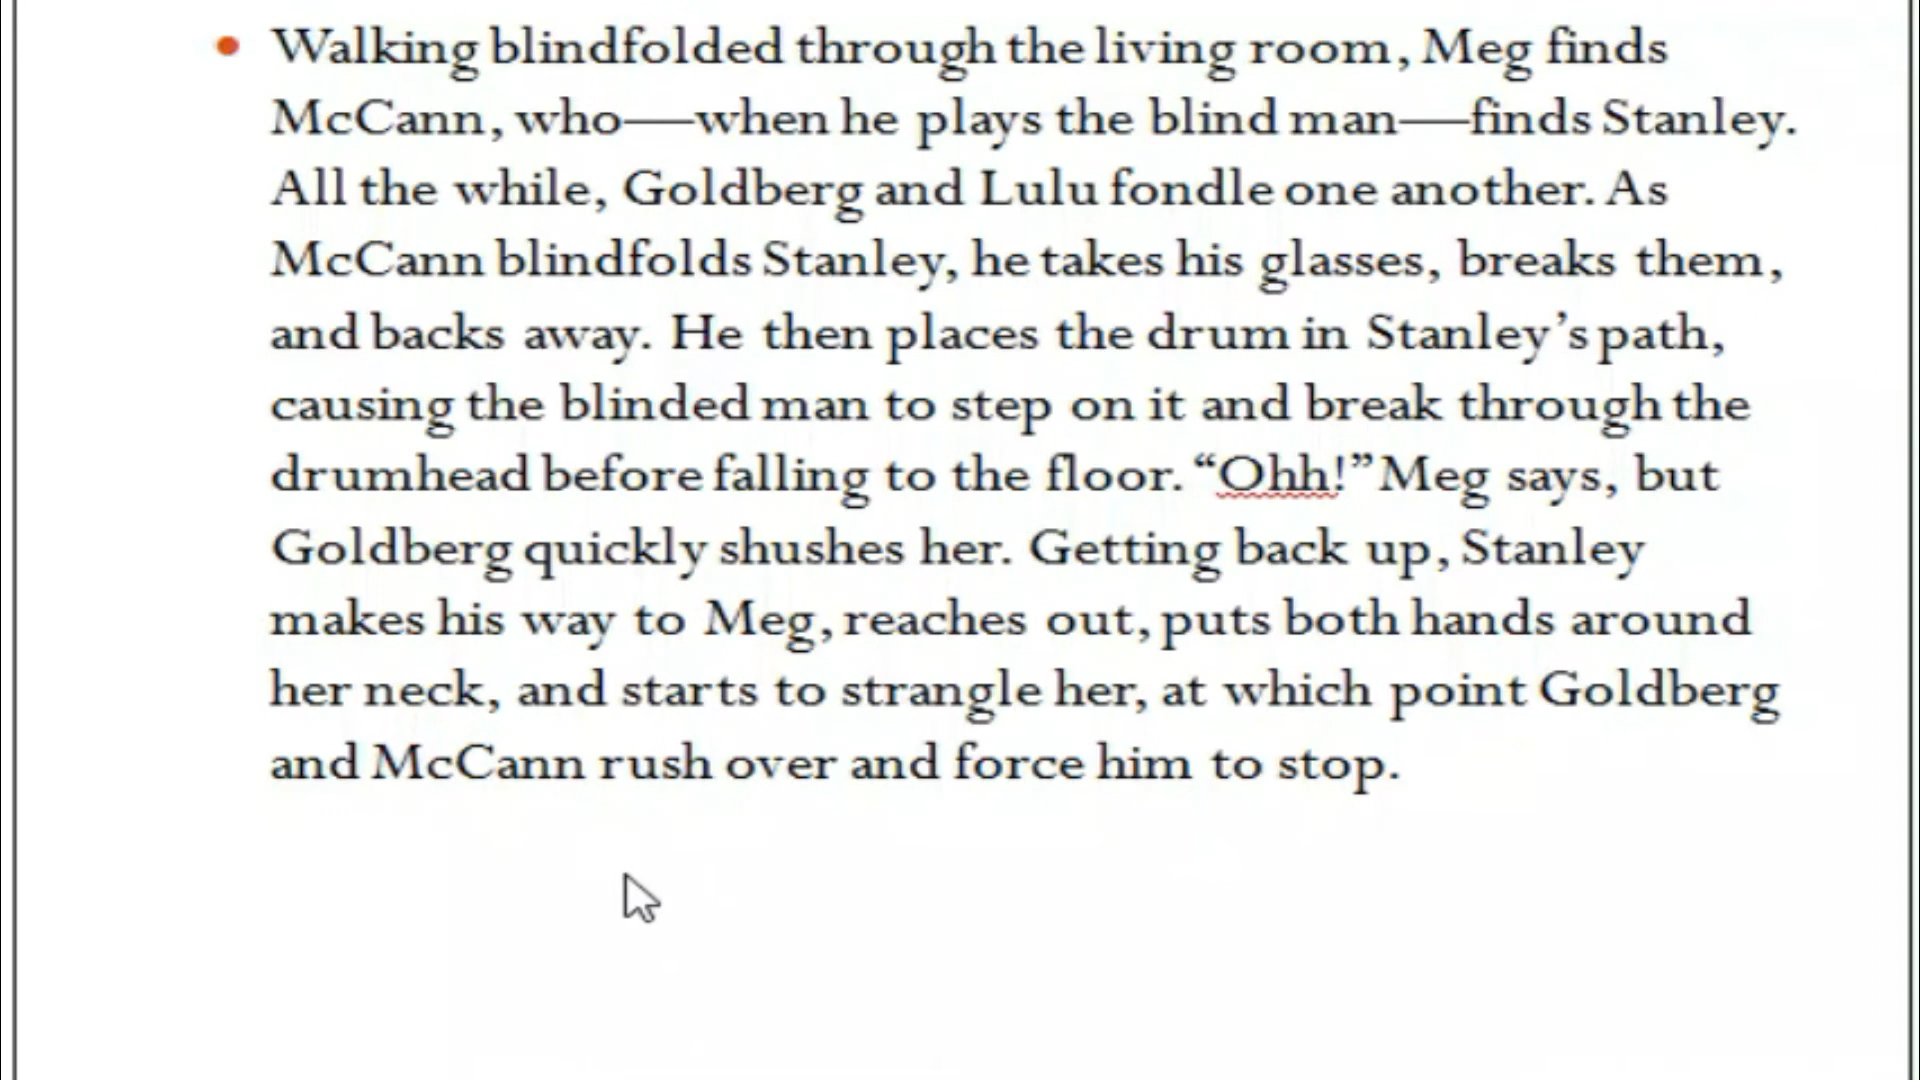 • Walking blindfolded through the living room, Meg finds
McCann, who—when he plays the blind man—finds Stanley.
All the while, Goldberg and Lulu fondle one another. As
McCann blindfolds Stanley, he takes his glasses, breaks them,
and backs away. He then places the drum in Stanley’s path,
causing the blinded man to step on it and break through the
drumhead before falling to the floor. “Ohh!” Meg says, but
Goldberg quickly shushes her. Getting back up, Stanley
makes his way to Meg, reaches out, puts both hands around
her neck, and starts to strangle her, at which point Goldberg
and McCann rush over and force him to stop.